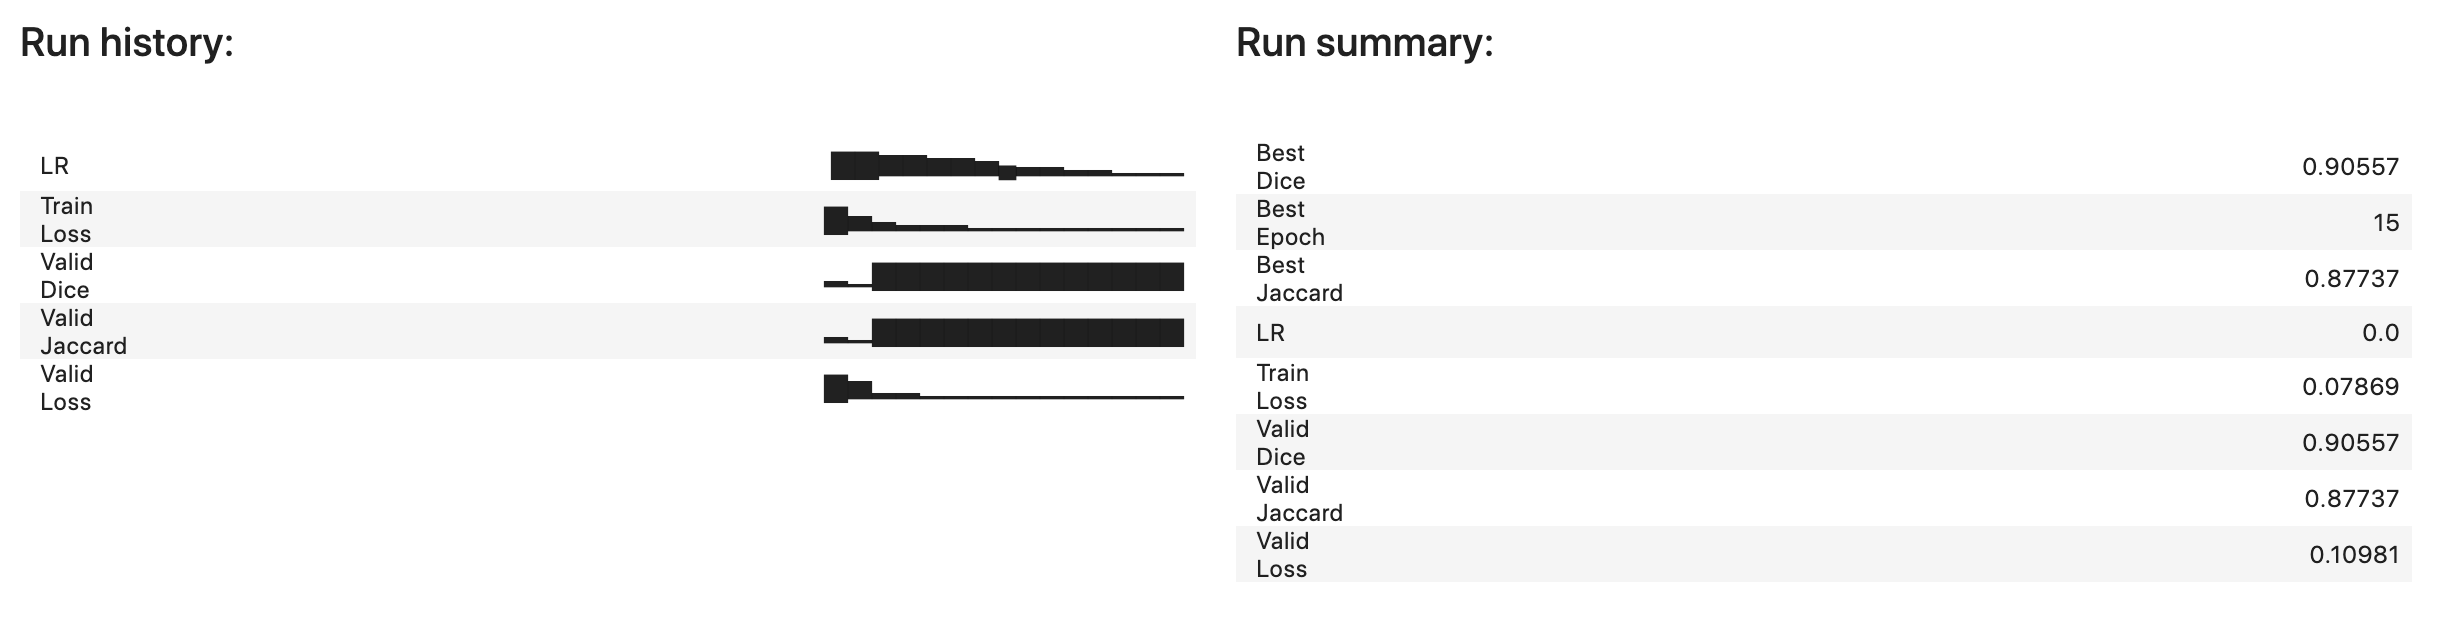 Run history:
LR
Train
Loss
Valid
Dice
Valid
Jaccard
Valid
Loss
Run summary:
Best
Dice
0.90557
Best
Epoch
15
Best
Jaccard
0.87737
LR
0.0
Train
Loss
0.07869
Valid
Dice
0.90557
Valid
Jaccard
0.87737
Valid
Loss
0.10981